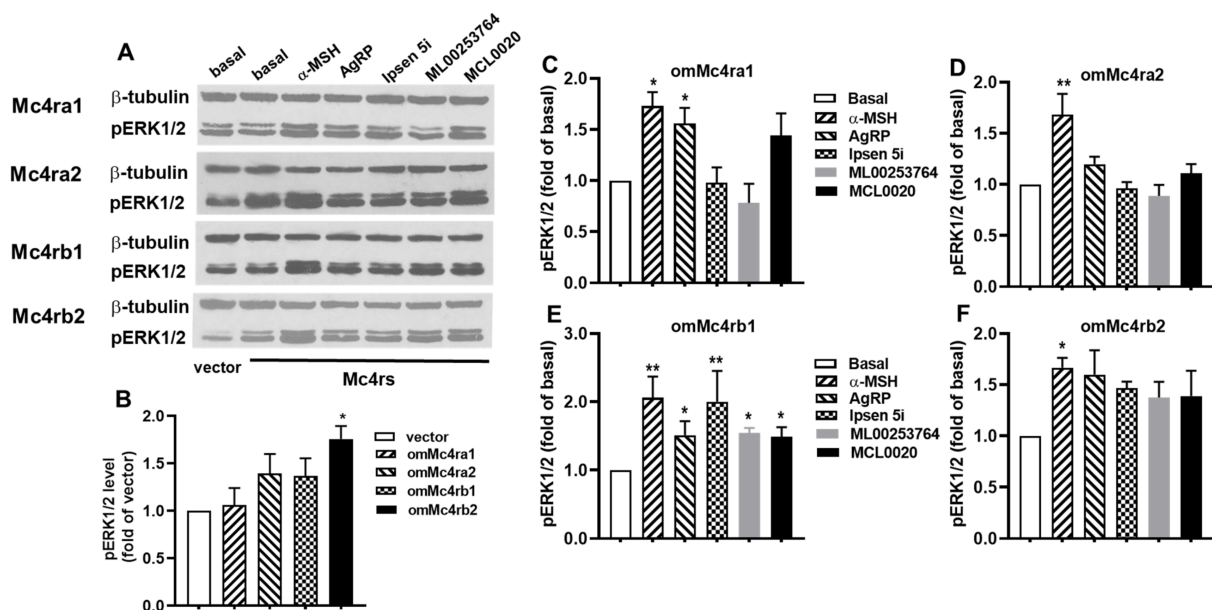 A
basal
basal
α-MSH
AgRP
Ipsen 5i
ML00253764
MCL0020
Mc4ra1
β-tubulin
pERK1/2
Mc4ra2
β-tubulin
pERK1/2
Mc4rb1
β-tubulin
pERK1/2
Mc4rb2
β-tubulin
pERK1/2
vector
Mc4rs
B
pERK1/2 level
(fold of vector)
2.0
1.5
1.0
0.5
0.0
*
vector
omMc4ra1
omMc4ra2
omMc4rb1
omMc4rb2
C
omMc4ra1
pERK1/2 (fold of basal)
2.0
1.5
1.0
0.5
0.0
*
*
Basal
α-MSH
AgRP
Ipsen 5i
ML00253764
MCL0020
D
omMc4ra2
pERK1/2 (fold of basal)
2.0
1.5
1.0
0.5
0.0
**
E
omMc4rb1
pERK1/2 (fold of basal)
3.0
2.0
1.0
0.0
**
*
**
*
*
Basal
α-MSH
AgRP
Ipsen 5i
ML00253764
MCL0020
F
omMc4rb2
pERK1/2 (fold of basal)
2.0
1.5
1.0
0.5
0.0
*